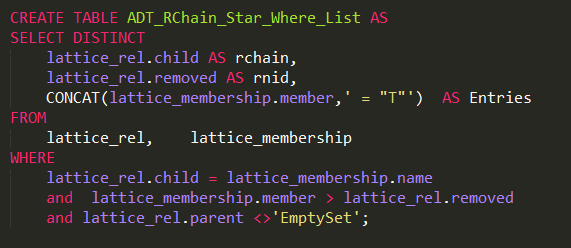 CREATE TABLE ADT_RChain_Star_Where_List AS
SELECT DISTINCT
lattice_rel.child AS rchain,
lattice_rel.removed AS rnid,
CONCAT(lattice_membership.member,' = "T"')  AS Entries
FROM
lattice_rel,    lattice_membership
WHERE
lattice_rel.child = lattice_membership.name
and  lattice_membership.member > lattice_rel.removed
and lattice_rel.parent <>'EmptySet';